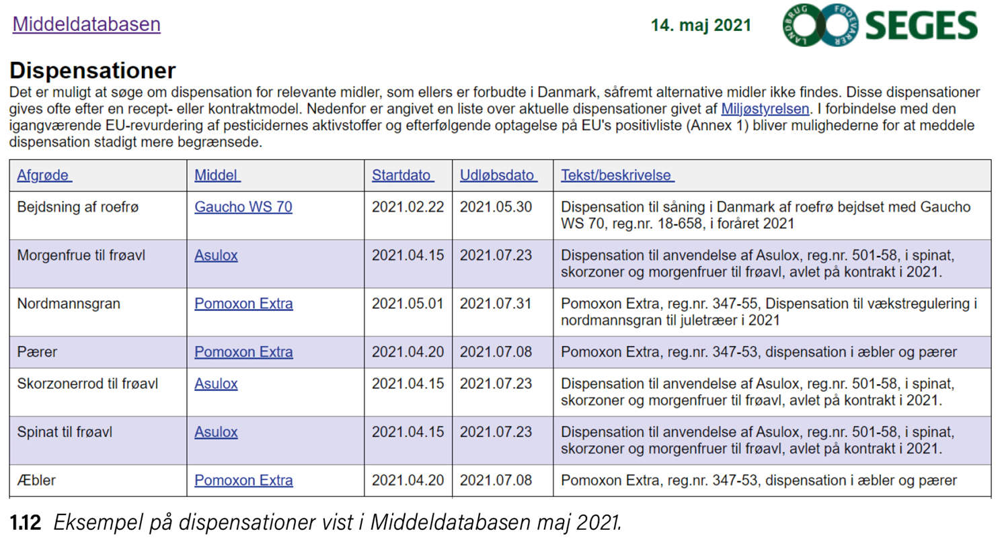 Middeldatabasen
14. maj 2021
LANDBRUG FØDEVARER
SEGES
Dispensationer
Det er muligt at søge om dispensation for relevante midler, som ellers er forbudte i Danmark, såfremt alternative midler ikke findes. Disse dispensationer
gives ofte efter en recept- eller kontraktmodel. Nedenfor er angivet en liste over aktuelle dispensationer givet af Miljøstyrelsen. I forbindelse med den
igangværende EU-revurdering af pesticidernes aktivstoffer og efterfølgende optagelse på EU's positivliste (Annex 1) bliver mulighederne for at meddele
dispensation stadigt mere begrænsede.
Afgrøde Middel Startdato Udløbsdato Tekst/beskrivelse
Bejdsning af roefrø Gaucho WS 70 2021.02.22 2021.05.30 Dispensation til såning i Danmark af roefrø bejdset med Gaucho
WS 70, reg.nr. 18-658, i foråret 2021
Morgenfrue til frøavl Asulox 2021.04.15 2021.07.23 Dispensation til anvendelse af Asulox, reg.nr. 501-58, i spinat,
skorzoner og morgenfruer til frøavl, avlet på kontrakt i 2021.
Nordmannsgran Pomoxon Extra 2021.05.01 2021.07.31 Pomoxon Extra, reg.nr. 347-55, Dispensation til vækstregulering i
nordmannsgran til juletræer i 2021
Pærer Pomoxon Extra 2021.04.20 2021.07.08 Pomoxon Extra, reg.nr. 347-53, dispensation i æbler og pærer
Skorzonerrod til frøavl Asulox 2021.04.15 2021.07.23 Dispensation til anvendelse af Asulox, reg.nr. 501-58, i spinat,
skorzoner og morgenfruer til frøavl, avlet på kontrakt i 2021.
Spinat til frøavl Asulox 2021.04.15 2021.07.23 Dispensation til anvendelse af Asulox, reg.nr. 501-58, i spinat,
skorzoner og morgenfruer til frøavl, avlet på kontrakt i 2021.
Æbler Pomoxon Extra 2021.04.20 2021.07.08 Pomoxon Extra, reg.nr. 347-53, dispensation i æbler og pærer
1.12 Eksempel på dispensationer vist i Middeldatabasen maj 2021.